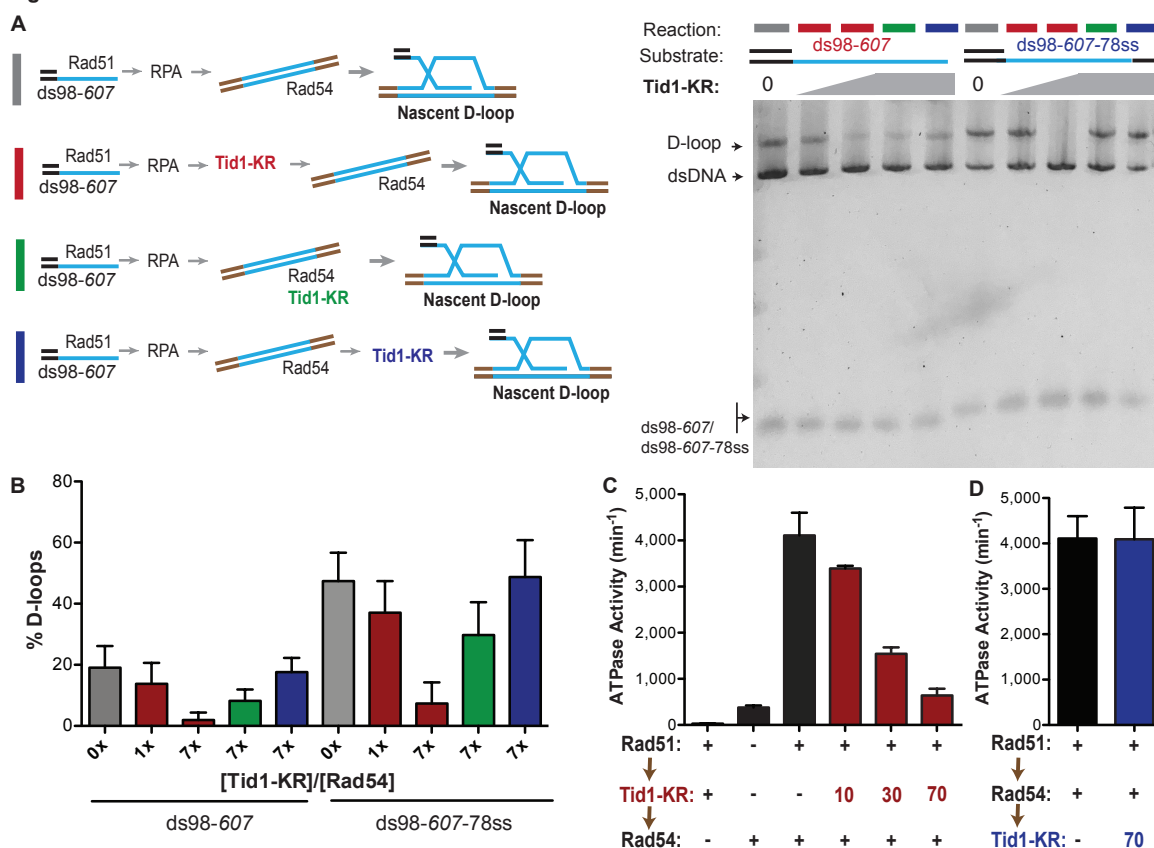 A
Rad51
ds98-607
RPA
Rad54
Nascent D-loop
Rad51
ds98-607
RPA
Tid1-KR
Rad54
Nascent D-loop
Rad51
ds98-607
RPA
Rad54
Tid1-KR
Nascent D-loop
Rad51
ds98-607
RPA
Rad54
Tid1-KR
Nascent D-loop
Reaction:
Substrate:
ds98-607
ds98-607-78ss
Tid1-KR:
0
0
D-loop
dsDNA
ds98-607/
ds98-607-78ss
B
% D-loops
80
60
40
20
0
0x 1x 7x 7x 7x 0x 1x 7x 7x 7x
[Tid1-KR]/[Rad54]
ds98-607
ds98-607-78ss
C
ATPase Activity (min-1)
5,000
4,000
3,000
2,000
1,000
0
Rad51: + - + + + +
Tid1-KR: + - - 10 30 70
Rad54: - + + + + +
D
ATPase Activity (min-1)
5,000
4,000
3,000
2,000
1,000
0
Rad51: + +
Rad54: + +
Tid1-KR: - 70